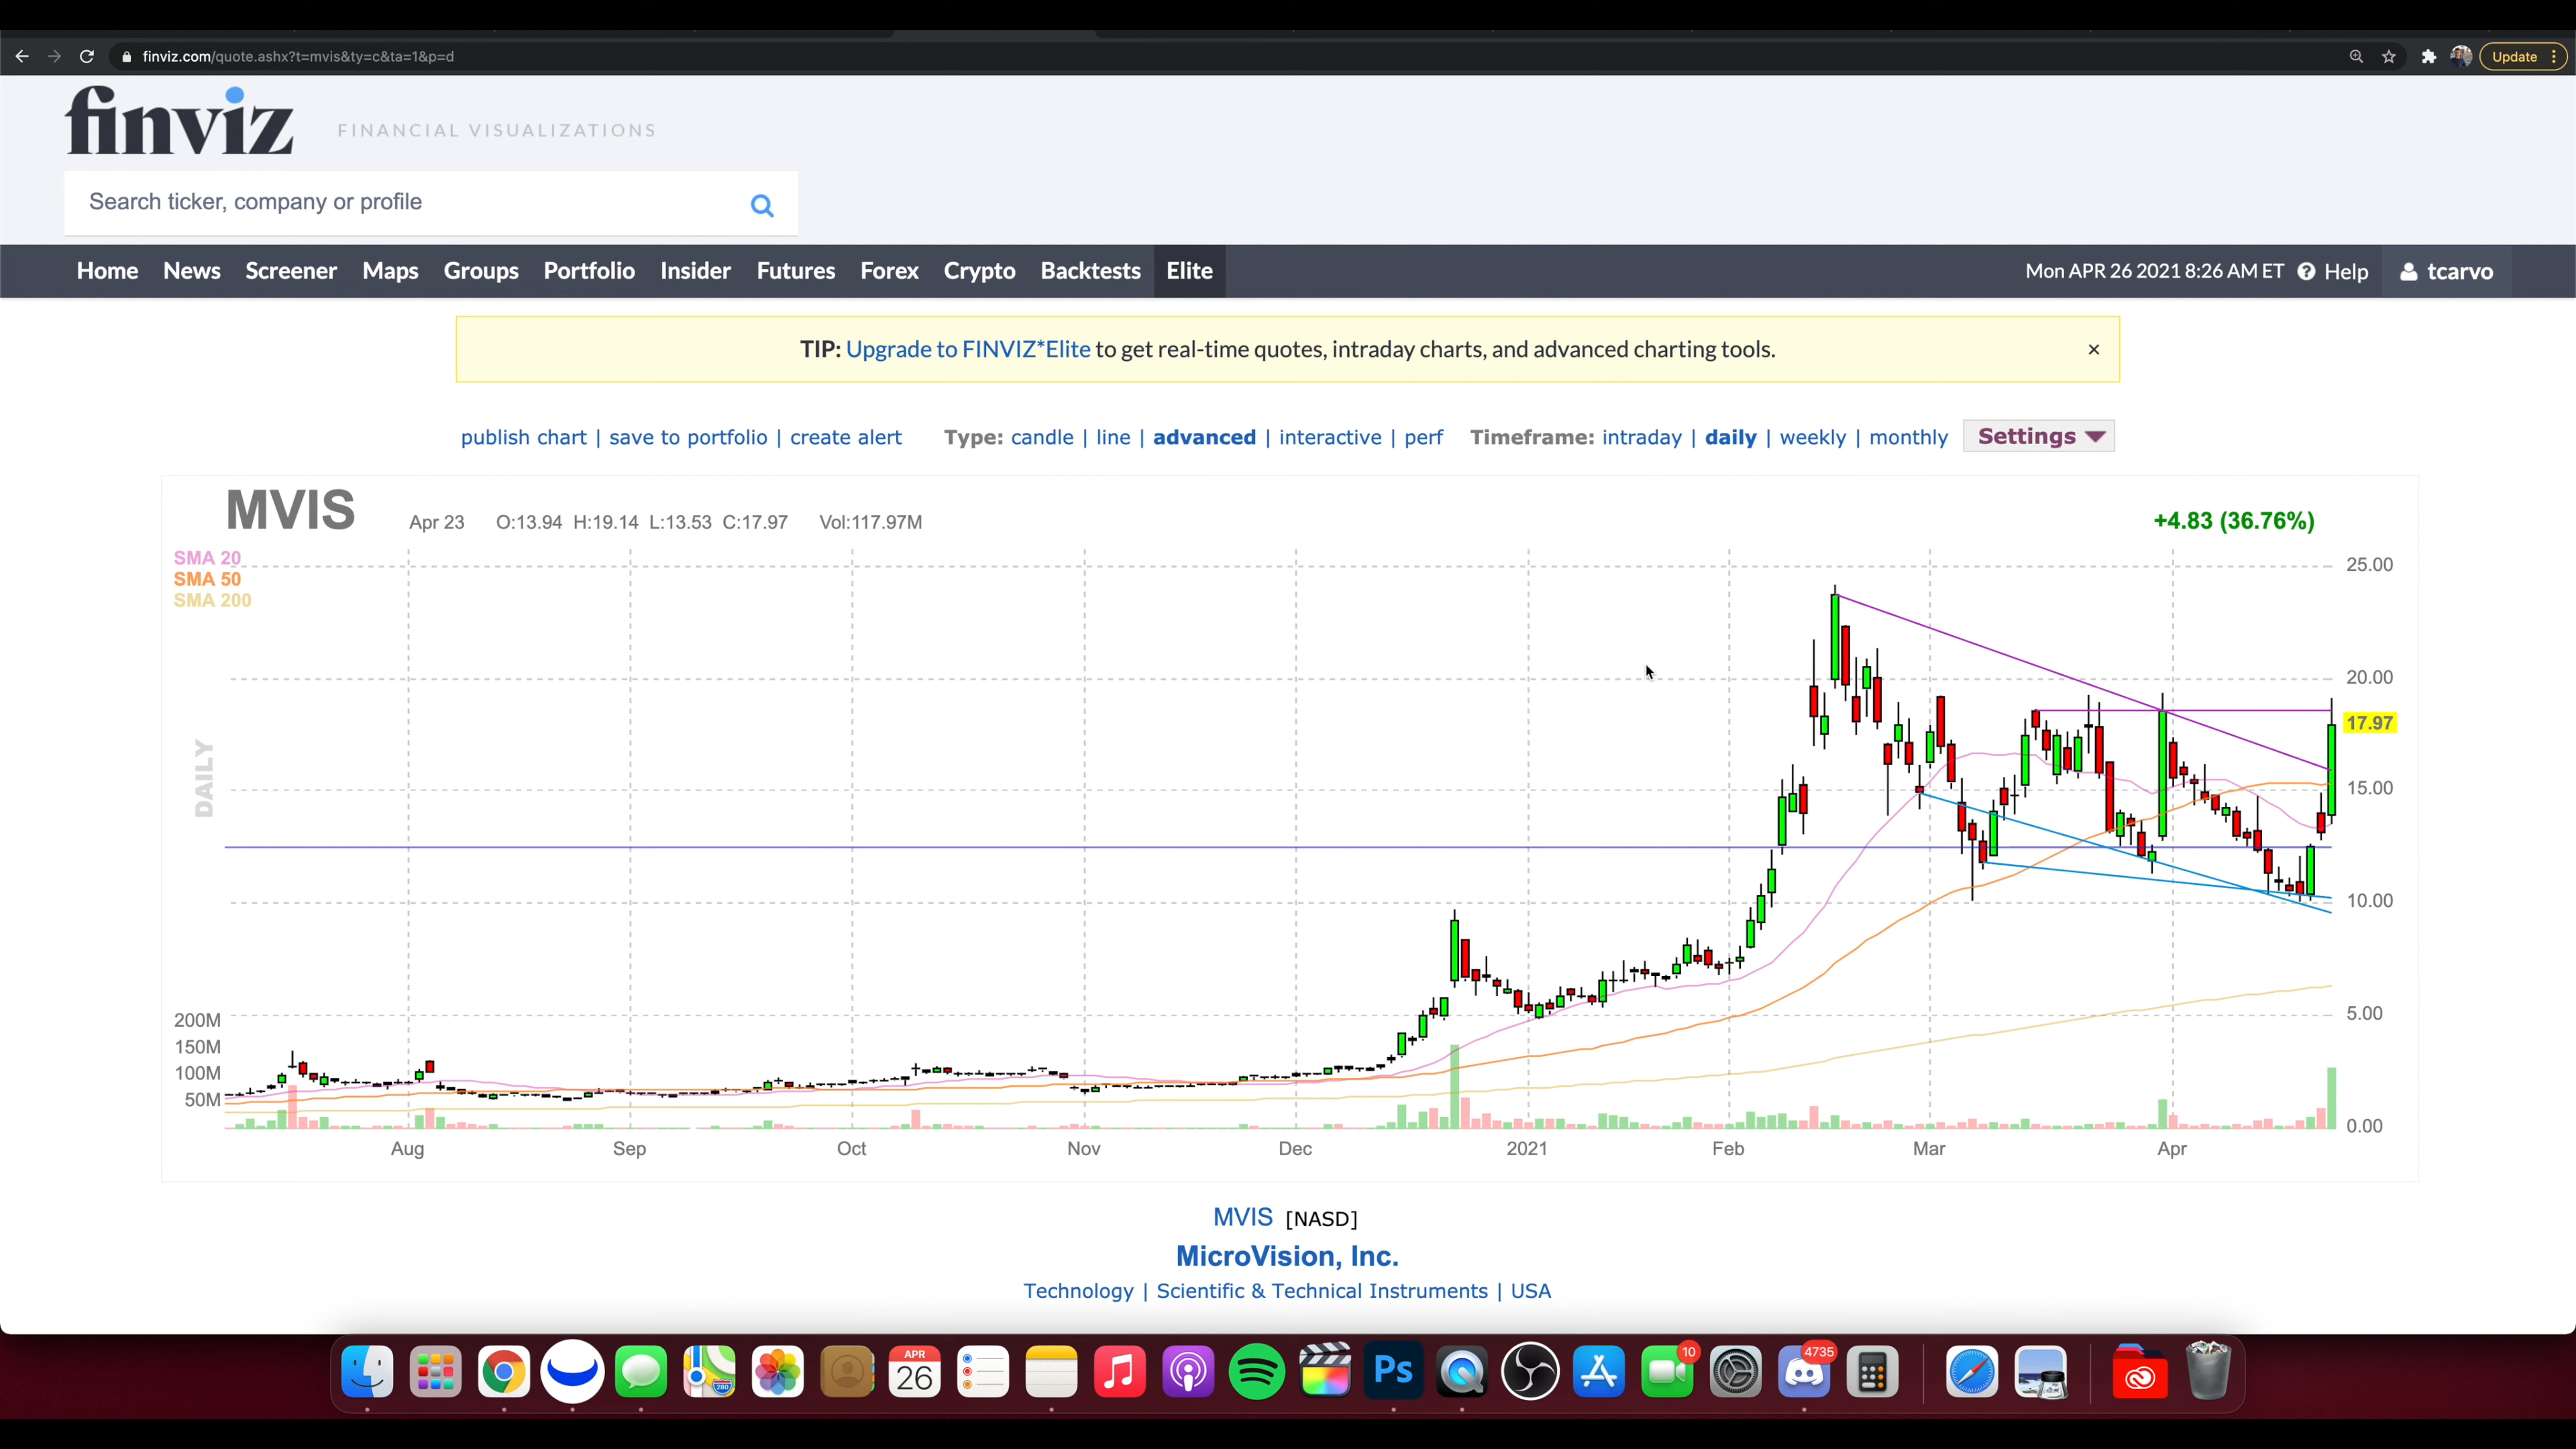 finviz.com/quote.ashx?t=mvis&ty=c&ta=1&p=d
Update
finviz
FINANCIAL VISUALIZATIONS
Search ticker, company or profile
Home News Screener Maps Groups Portfolio Insider Futures Forex Crypto Backtests Elite
Mon APR 26 2021 8:26 AM ET Help tcarvo
TIP: Upgrade to FINVIZ*Elite to get real-time quotes, intraday charts, and advanced charting tools. ×
publish chart | save to portfolio | create alert Type: candle | line | advanced | interactive | perf Timeframe: intraday | daily | weekly | monthly Settings
MVIS Apr 23 O:13.94 H:19.14 L:13.53 C:17.97 Vol:117.97M +4.83 (36.76%)
SMA 20
SMA 50
SMA 200
25.00
20.00
17.97
15.00
10.00
5.00
0.00
DAILY
200M
150M
100M
50M
Aug Sep Oct Nov Dec 2021 Feb Mar Apr
MVIS [NASD]
MicroVision, Inc.
Technology | Scientific & Technical Instruments | USA
APR
26
280
Ps
10
4735